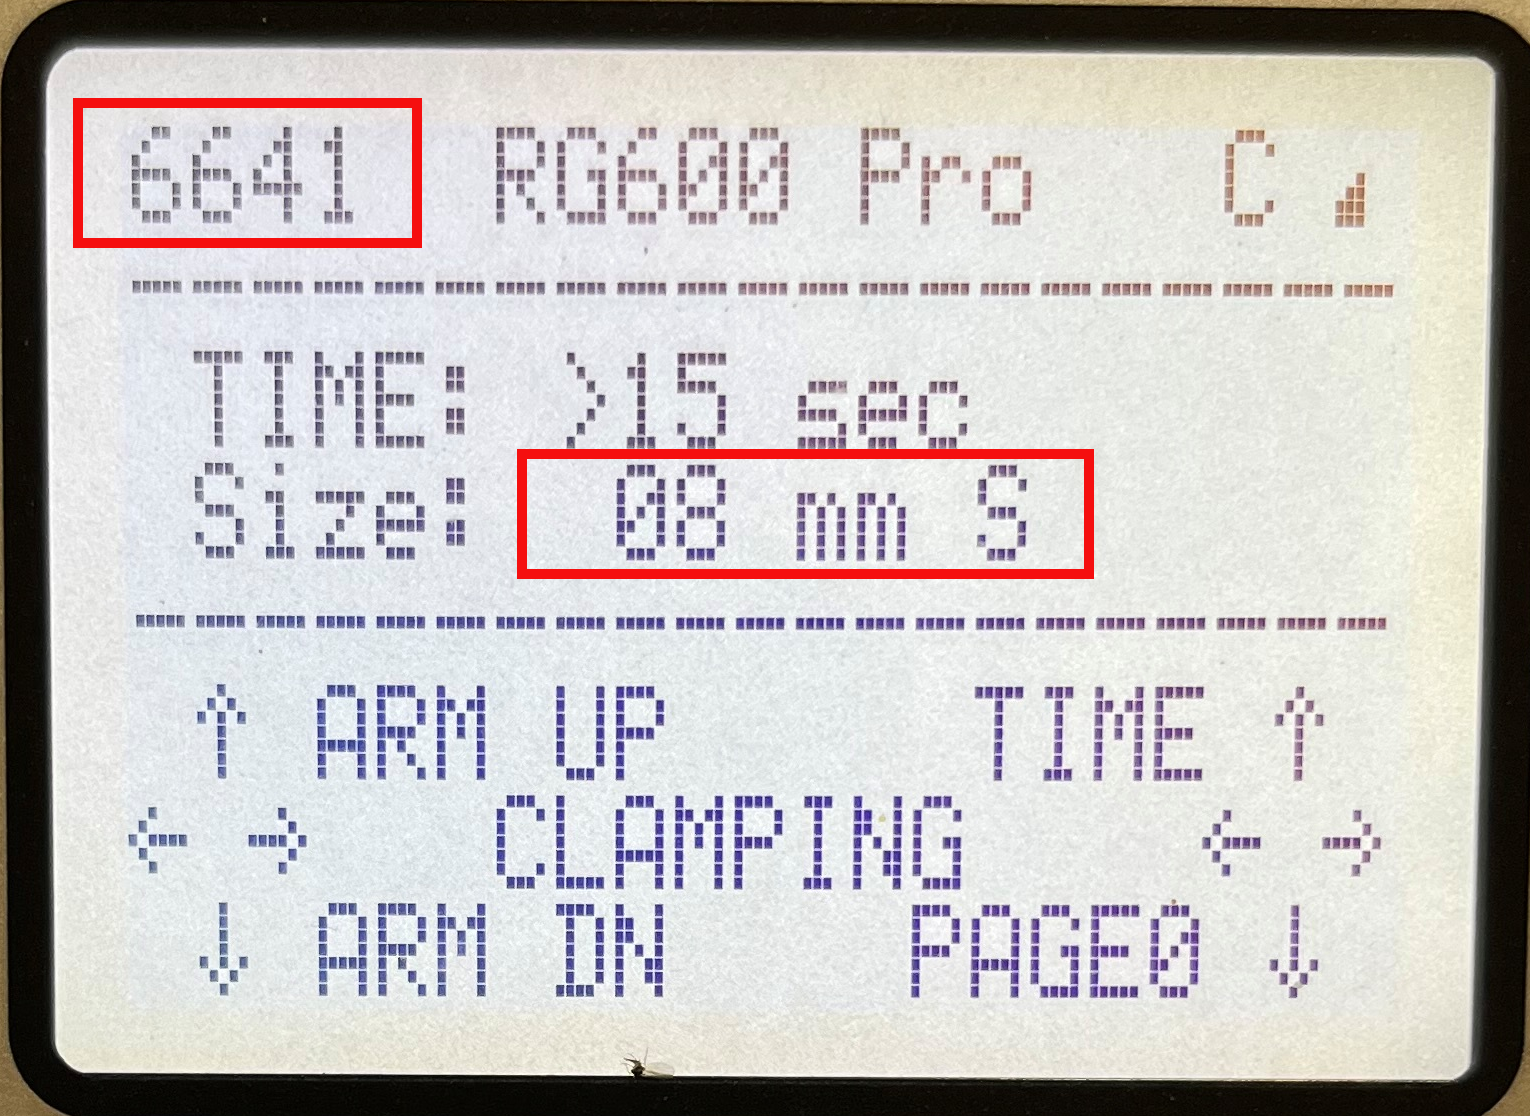 6641 RG600 Pro C
TIME: >15 sec
Size: 08 mm S
↑ ARM UP TIME ↑
← → CLAMPING ← →
↓ ARM DN PAGE0 ↓